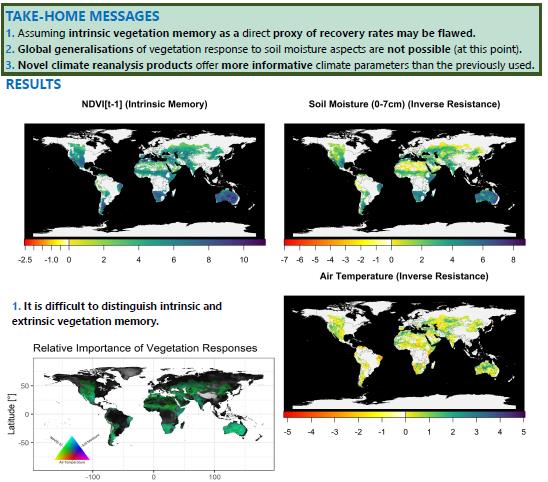 TAKE-HOME MESSAGES
1. Assuming intrinsic vegetation memory as a direct proxy of recovery rates may be flawed.
2. Global generalisations of vegetation response to soil moisture aspects are not possible (at this point).
3. Novel climate reanalysis products offer more informative climate parameters than the previously used.
RESULTS
NDVI[t-1] (Intrinsic Memory)
-2.5 -1.0 0 2 4 6 8 10
Soil Moisture (0-7cm) (Inverse Resistance)
-7 -6 -5 -4 -3 -2 -1 0 2 4 6 8
Air Temperature (Inverse Resistance)
-5 -4 -3 -2 -1 0 1 2 3 4 5
1. It is difficult to distinguish intrinsic and
extrinsic vegetation memory.
Relative Importance of Vegetation Responses
Latitude [°]
50
0
-50
Air Temperature
-100 0 100